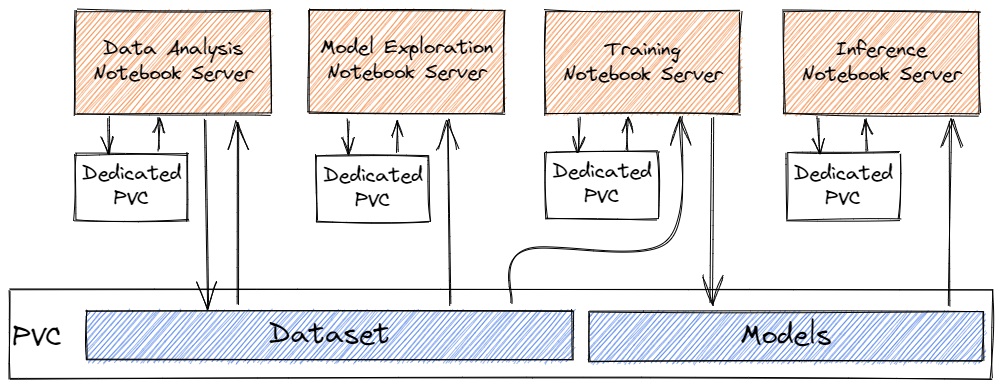 Data Analysis
Notebook Server
Model Exploration
Notebook Server
Training
Notebook Server
Inference
Notebook Server
Dedicated
PVC
Dedicated
PVC
Dedicated
PVC
Dedicated
PVC
PVC
Dataset
Models